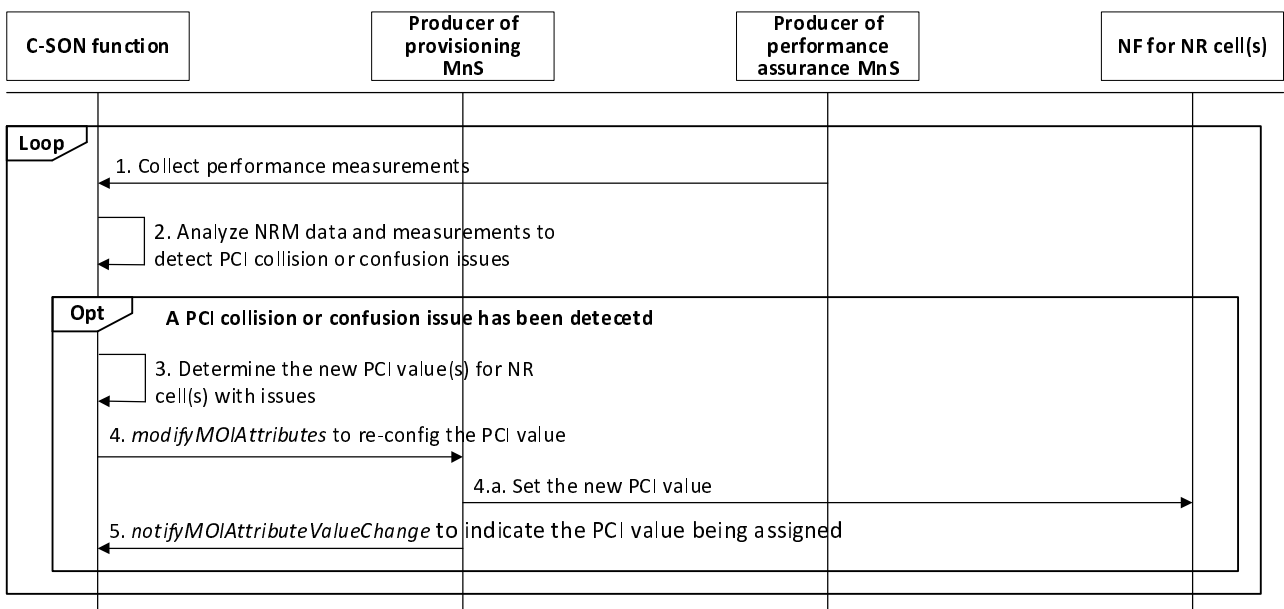 C-SON function
Producer of
provisioning
MnS
Producer of
performance
assurance MnS
NF for NR cell(s)
Loop
1. Collect performance measurements
2. Analyze NRM data and measurements to
detect PCI collision or confusion issues
Opt
A PCI collision or confusion issue has been detecetd
3. Determine the new PCI value(s) for NR
cell(s) with issues
4. modifyMOIAttributes to re-config the PCI value
4.a. Set the new PCI value
5. notifyMOIAttributeValueChange to indicate the PCI value being assigned